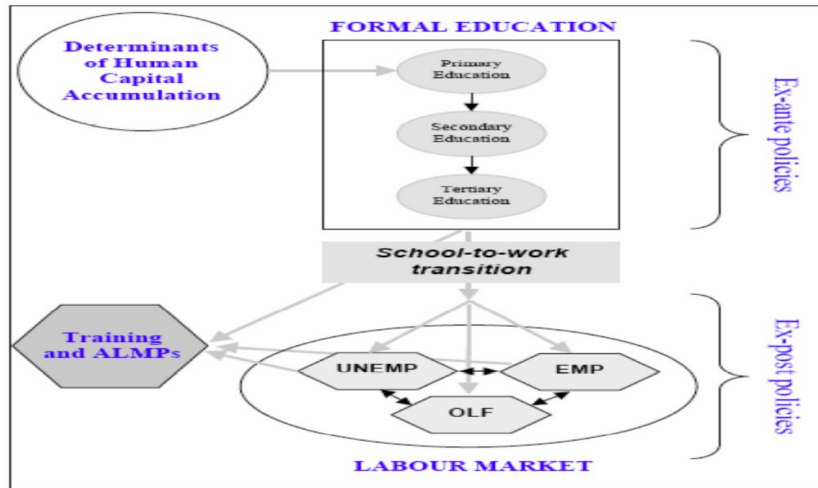 FORMAL EDUCATION
Determinants
of Human
Capital
Accumulation
Primary
Education
Secondary
Education
Tertiary
Education
Ex-ante policies
School-to-work
transition
Training
and ALMPs
UNEMP
EMP
OLF
Ex-post policies
LABOUR MARKET